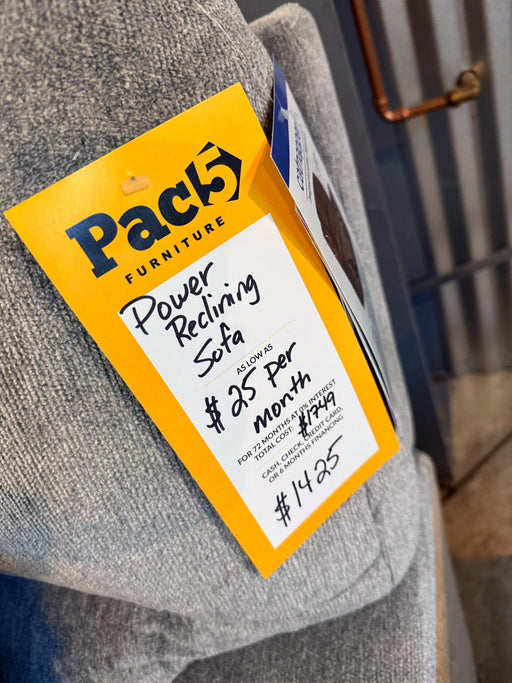 Pac5
FURNITURE
Power
Reclining
Sofa
AS LOW AS
$25 per
month
FOR 72 MONTHS AT 0% INTEREST
TOTAL COST: $1749
CASH, CHECK, CREDIT CARD,
OR 6 MONTHS FINANCING
$1425